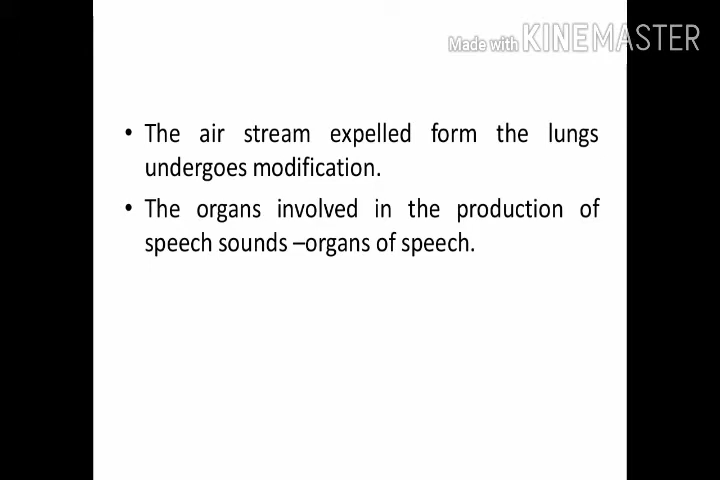 Made with KINEMASTER
• The air stream expelled form the lungs
undergoes modification.
• The organs involved in the production of
speech sounds –organs of speech.